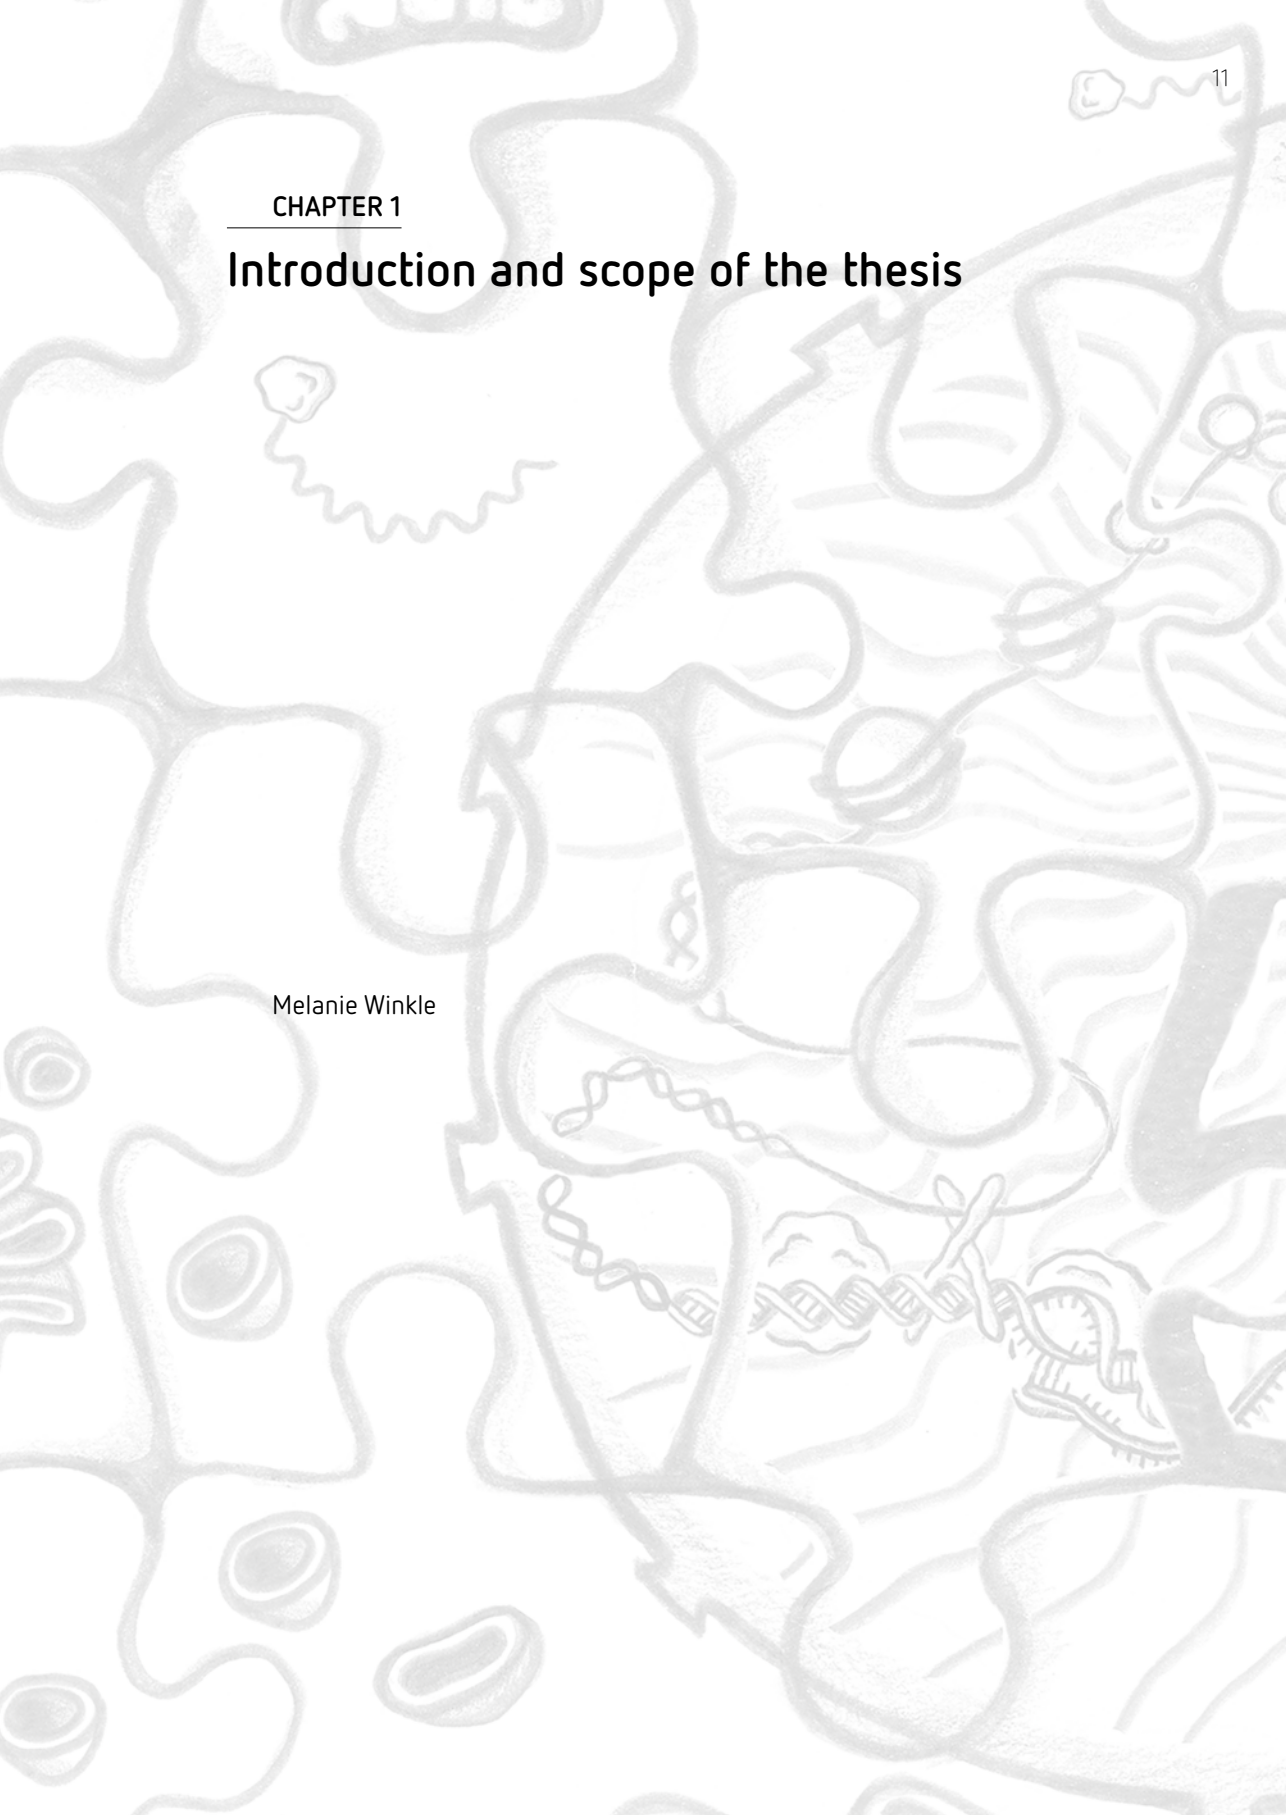 11
CHAPTER 1
Introduction and scope of the thesis
Melanie Winkle